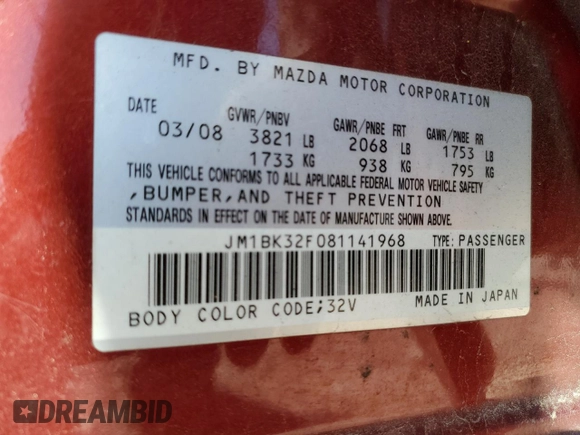 MFD. BY MAZDA MOTOR CORPORATION
DATE GVWR/PNBV GAWR/PNBE FRT GAWR/PNBE RR
03/08 3821 LB 2068 LB 1753 LB
1733 KG 938 KG 795 KG
THIS VEHICLE CONFORMS TO ALL APPLICABLE FEDERAL MOTOR VEHICLE SAFETY
,BUMPER,AND THEFT PREVENTION
STANDARDS IN EFFECT ON THE DATE OF MANUFACTURE SHOWN ABOVE.
JM1BK32F081141968 TYPE: PASSENGER
BODY COLOR CODE;32V MADE IN JAPAN
DREAMBID